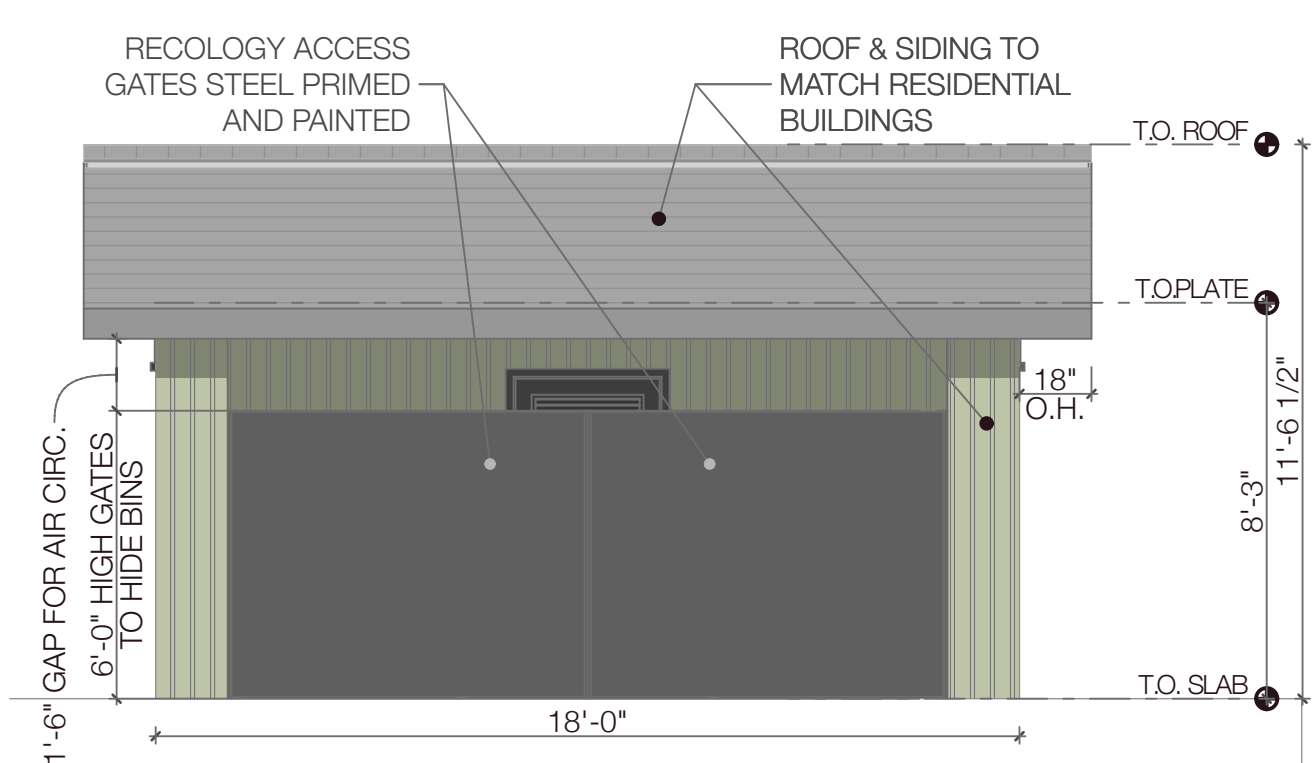 RECOLOGY ACCESS
GATES STEEL PRIMED
AND PAINTED
ROOF & SIDING TO
MATCH RESIDENTIAL
BUILDINGS
T.O. ROOF
T.O.PLATE
18"
O.H.
11'-6 1/2"
8'-3"
1'-6" GAP FOR AIR CIRC.
6'-0" HIGH GATES
TO HIDE BINS
T.O. SLAB
18'-0"